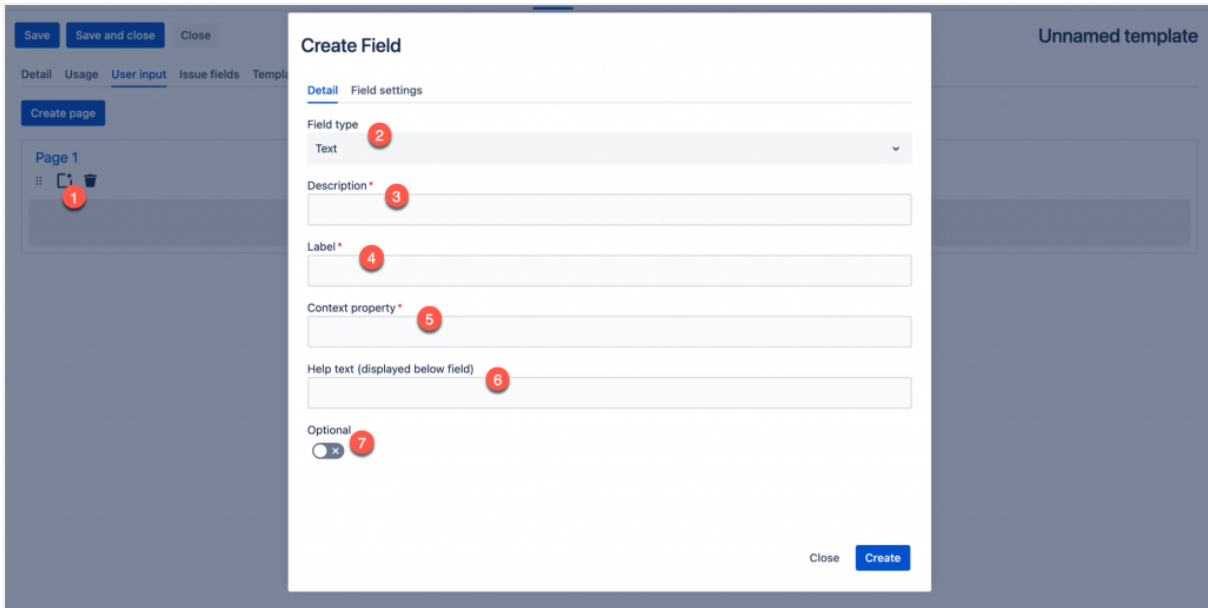 Save Save and close Close
Unnamed template
Detail Usage User input Issue fields
Create page
Page 1
1
Create Field
Detail Field settings
Field type
2
Text
Description*
3
Label*
4
Context property*
5
Help text (displayed below field)
6
Optional
7
Close Create